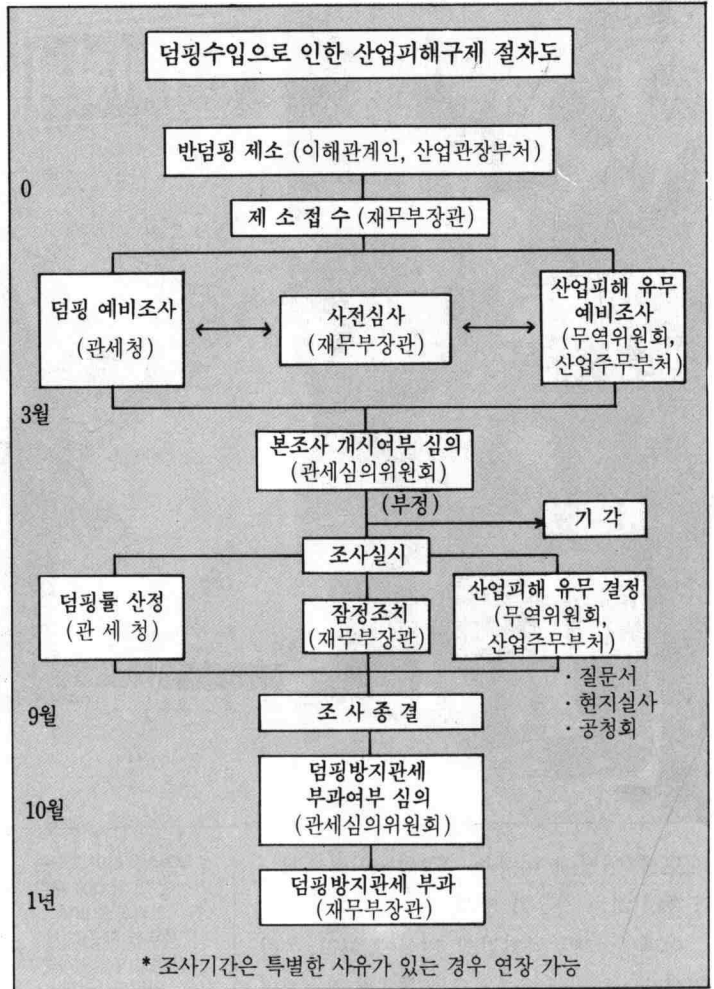 덤핑수입으로 인한 산업피해구제 절차도
반덤핑 제소 (이해관계인, 산업관장부처)
0
제 소 접 수 (재무부장관)
덤핑 예비조사
(관세청)
사전심사
(재무부장관)
산업피해 유무
예비조사
(무역위원회,
산업주무부처)
3월
본조사 개시여부 심의
(관세심의위원회)
(부정)
기 각
조사실시
덤핑률 산정
(관 세 청)
잠정조치
(재무부장관)
산업피해 유무 결정
(무역위원회,
산업주무부처)
· 질문서
· 현지실사
· 공청회
9월
조 사 종 결
덤핑방지관세
부과여부 심의
(관세심의위원회)
10월
덤핑방지관세 부과
(재무부장관)
1년
* 조사기간은 특별한 사유가 있는 경우 연장 가능